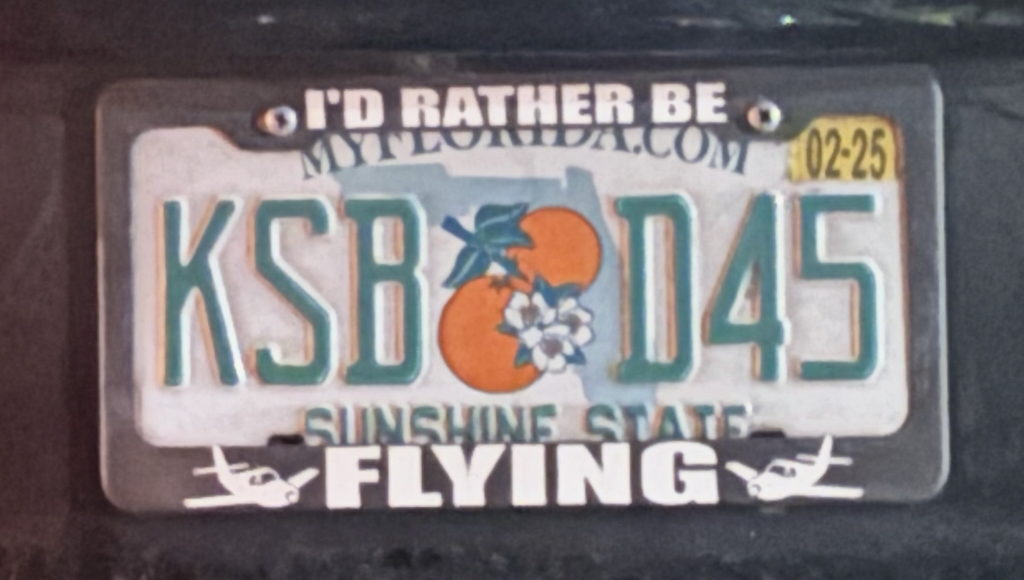 I'D RATHER BE
MYFLORIDA.COM
02-25
KSB D45
SUNSHINE STATE
FLYING